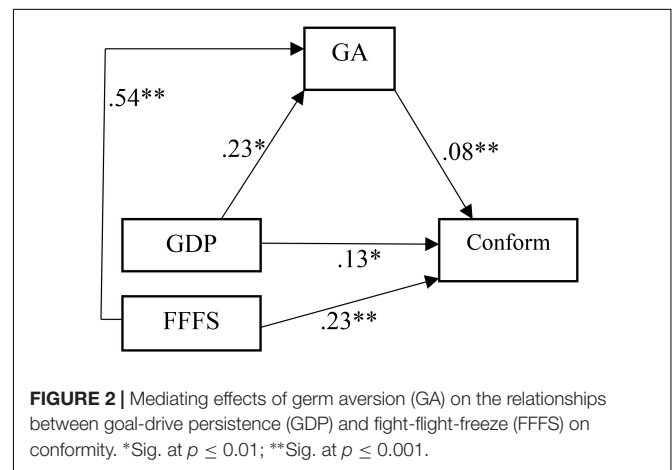 GA
.54**
.23*
.08**
GDP
Conform
.13*
FFFS
.23**
FIGURE 2 | Mediating effects of germ aversion (GA) on the relationships
between goal-drive persistence (GDP) and fight-flight-freeze (FFFS) on
conformity. *Sig. at p ≤ 0.01; **Sig. at p ≤ 0.001.